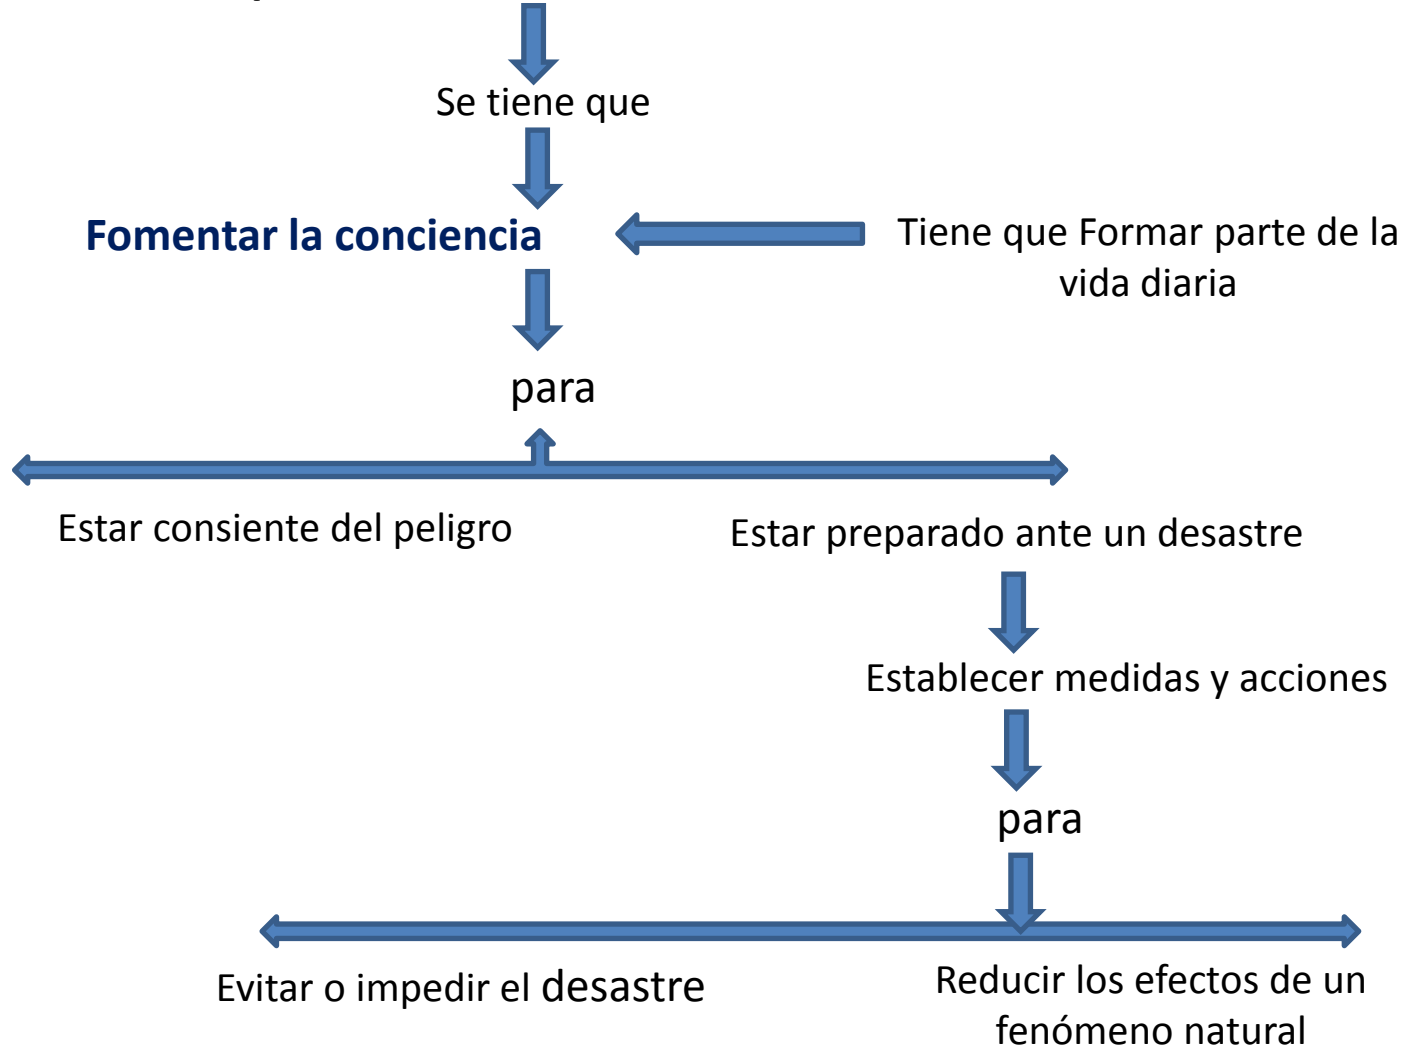 Se tiene que
Fomentar la conciencia
Tiene que Formar parte de la
vida diaria
para
Estar consiente del peligro
Estar preparado ante un desastre
Establecer medidas y acciones
para
Evitar o impedir el desastre
Reducir los efectos de un
fenómeno natural